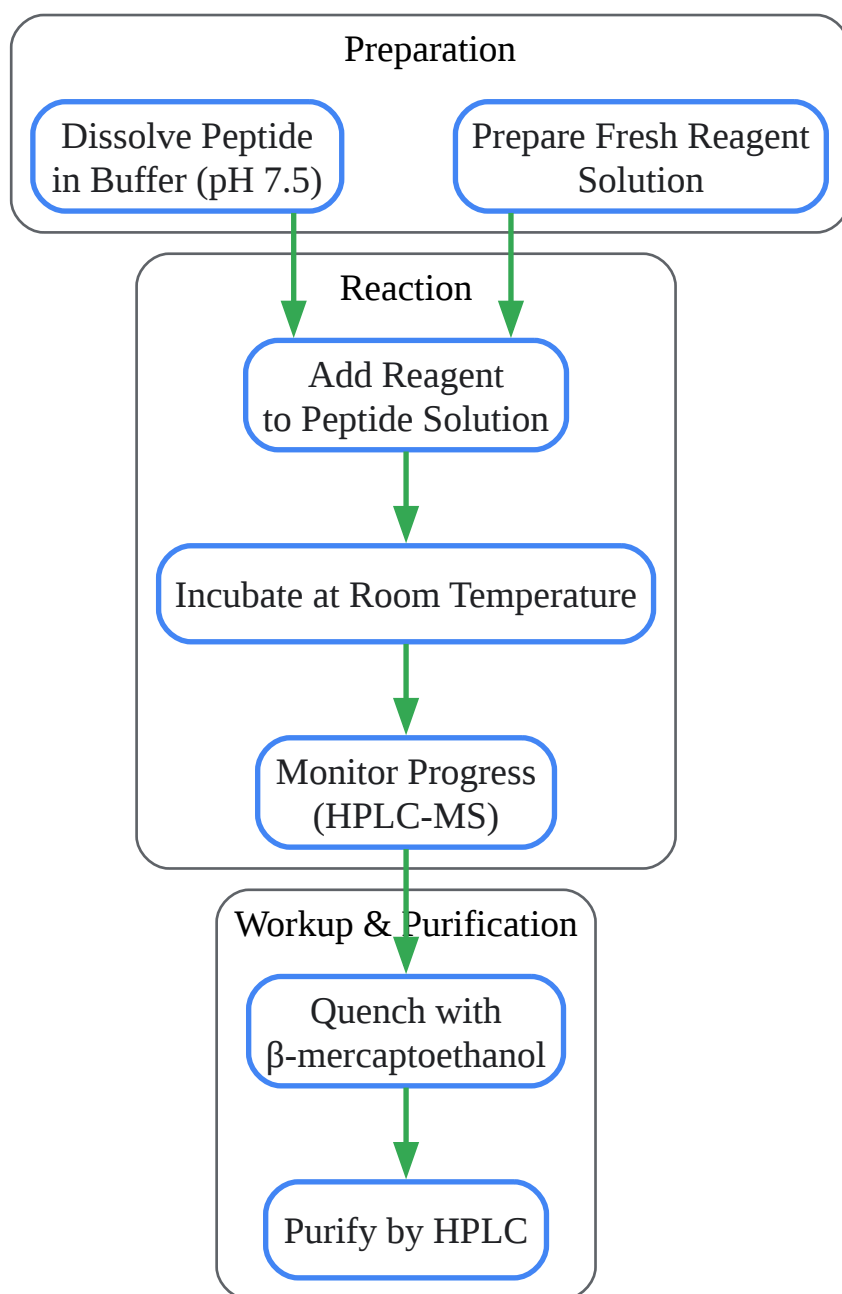 Preparation
Dissolve Peptide
in Buffer (pH 7.5)
Prepare Fresh Reagent
Solution
Reaction
Add Reagent
to Peptide Solution
Incubate at Room Temperature
Monitor Progress
(HPLC-MS)
Workup & Purification
Quench with
β-mercaptoethanol
Purify by HPLC